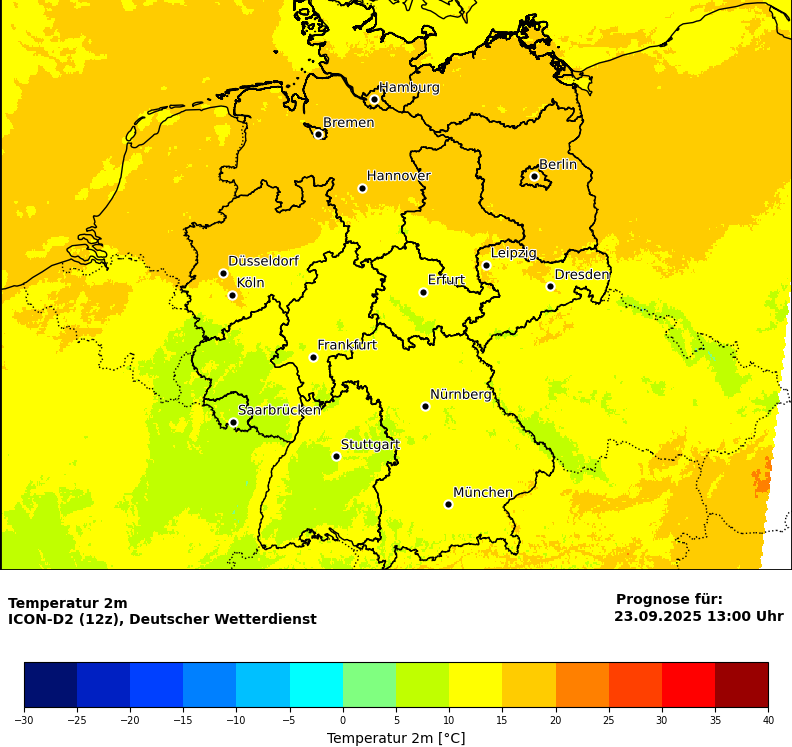 Hamburg
Bremen
Berlin
Hannover
Leipzig
Düsseldorf
Dresden
Köln
Erfurt
Frankfurt
Nürnberg
Saarbrücken
Stuttgart
München
Temperatur 2m
ICON-D2 (12z), Deutscher Wetterdienst
Prognose für:
23.09.2025 13:00 Uhr
−30 −25 −20 −15 −10 −5 0 5 10 15 20 25 30 35 40
Temperatur 2m [°C]